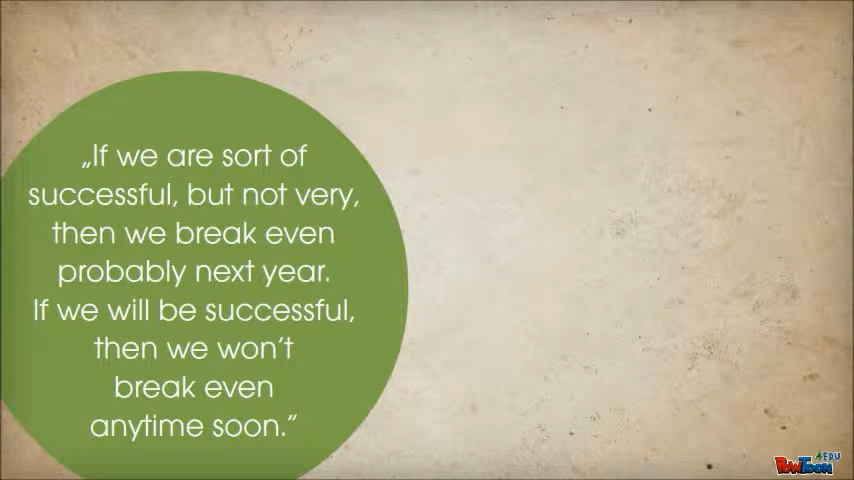 „If we are sort of
successful, but not very,
then we break even
probably next year.
If we will be successful,
then we won't
break even
anytime soon.”
POWTOON
4EDU